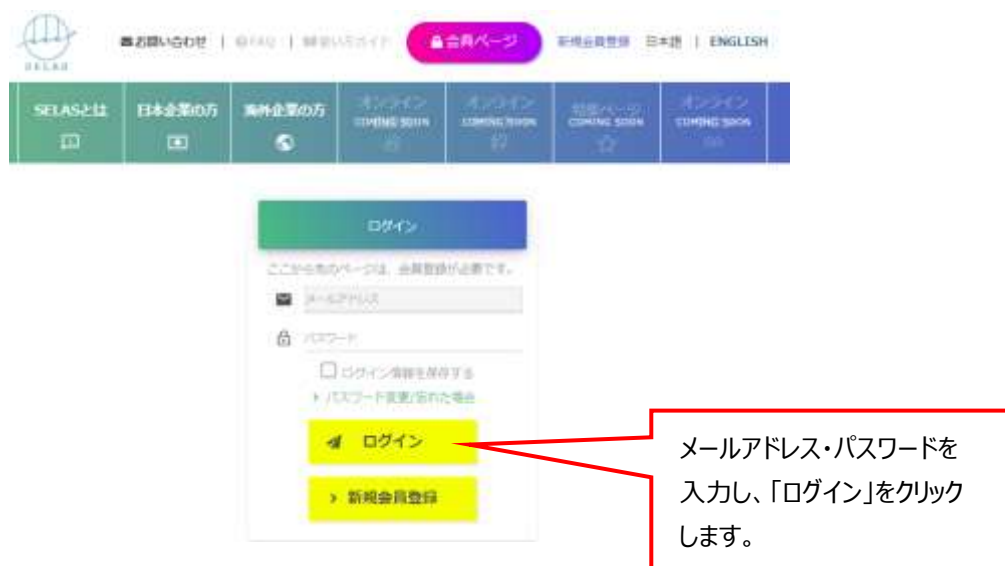 SELAS
お問い合わせ | FAQ |
会員ページ
新規会員登録 日本語 | ENGLISH
SELASとは
日本企業の方
海外企業の方
オンライン
COMING SOON
オンライン
COMING SOON
COMING SOON
オンライン
COMING SOON
ログイン
ここから先のページは、会員登録が必要です。
メールアドレス
パスワード
ログイン情報を保存する
パスワード変更/忘れた場合
ログイン
新規会員登録
メールアドレス・パスワードを
入力し、「ログイン」をクリック
します。